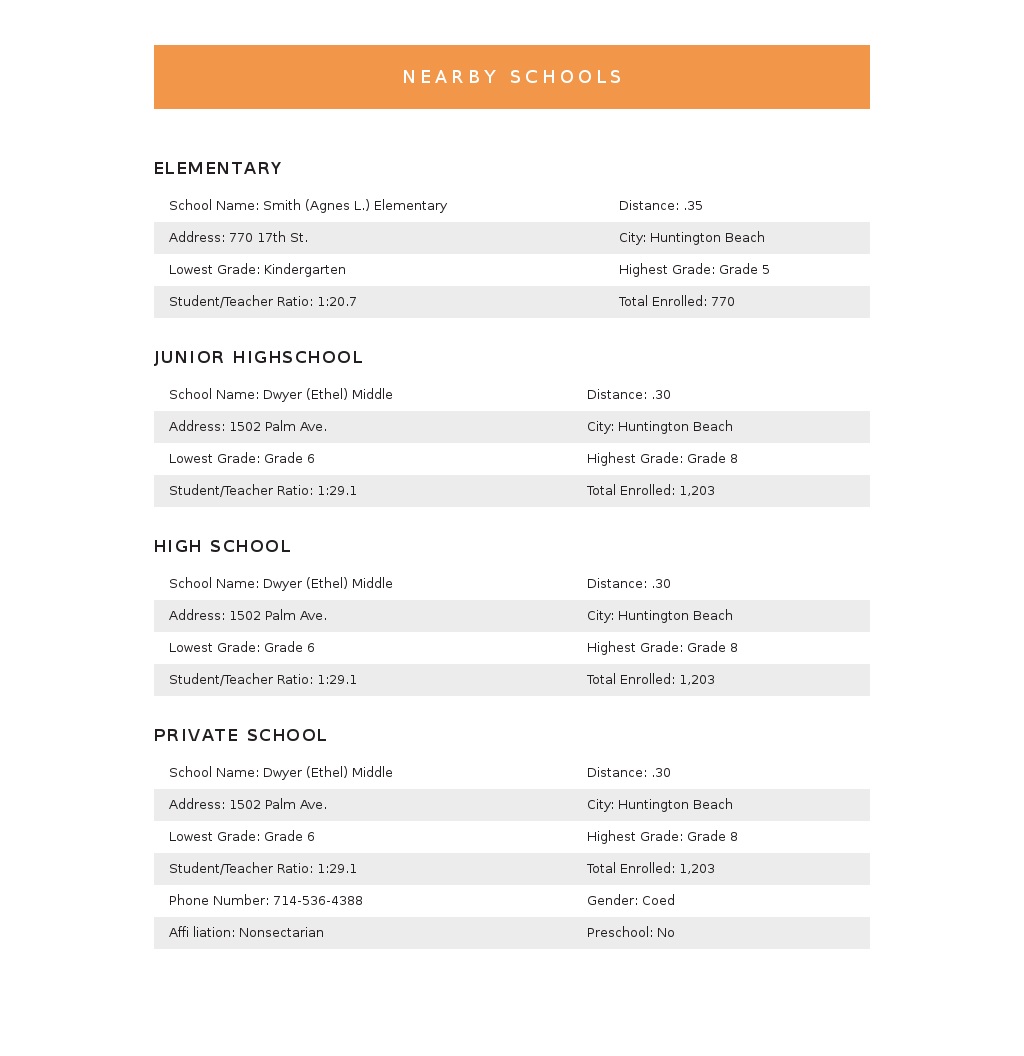 NEARBY SCHOOLS
ELEMENTARY
School Name: Smith (Agnes L.) Elementary Distance: .35
Address: 770 17th St. City: Huntington Beach
Lowest Grade: Kindergarten Highest Grade: Grade 5
Student/Teacher Ratio: 1:20.7 Total Enrolled: 770
JUNIOR HIGHSCHOOL
School Name: Dwyer (Ethel) Middle Distance: .30
Address: 1502 Palm Ave. City: Huntington Beach
Lowest Grade: Grade 6 Highest Grade: Grade 8
Student/Teacher Ratio: 1:29.1 Total Enrolled: 1,203
HIGH SCHOOL
School Name: Dwyer (Ethel) Middle Distance: .30
Address: 1502 Palm Ave. City: Huntington Beach
Lowest Grade: Grade 6 Highest Grade: Grade 8
Student/Teacher Ratio: 1:29.1 Total Enrolled: 1,203
PRIVATE SCHOOL
School Name: Dwyer (Ethel) Middle Distance: .30
Address: 1502 Palm Ave. City: Huntington Beach
Lowest Grade: Grade 6 Highest Grade: Grade 8
Student/Teacher Ratio: 1:29.1 Total Enrolled: 1,203
Phone Number: 714-536-4388 Gender: Coed
Affi liation: Nonsectarian Preschool: No